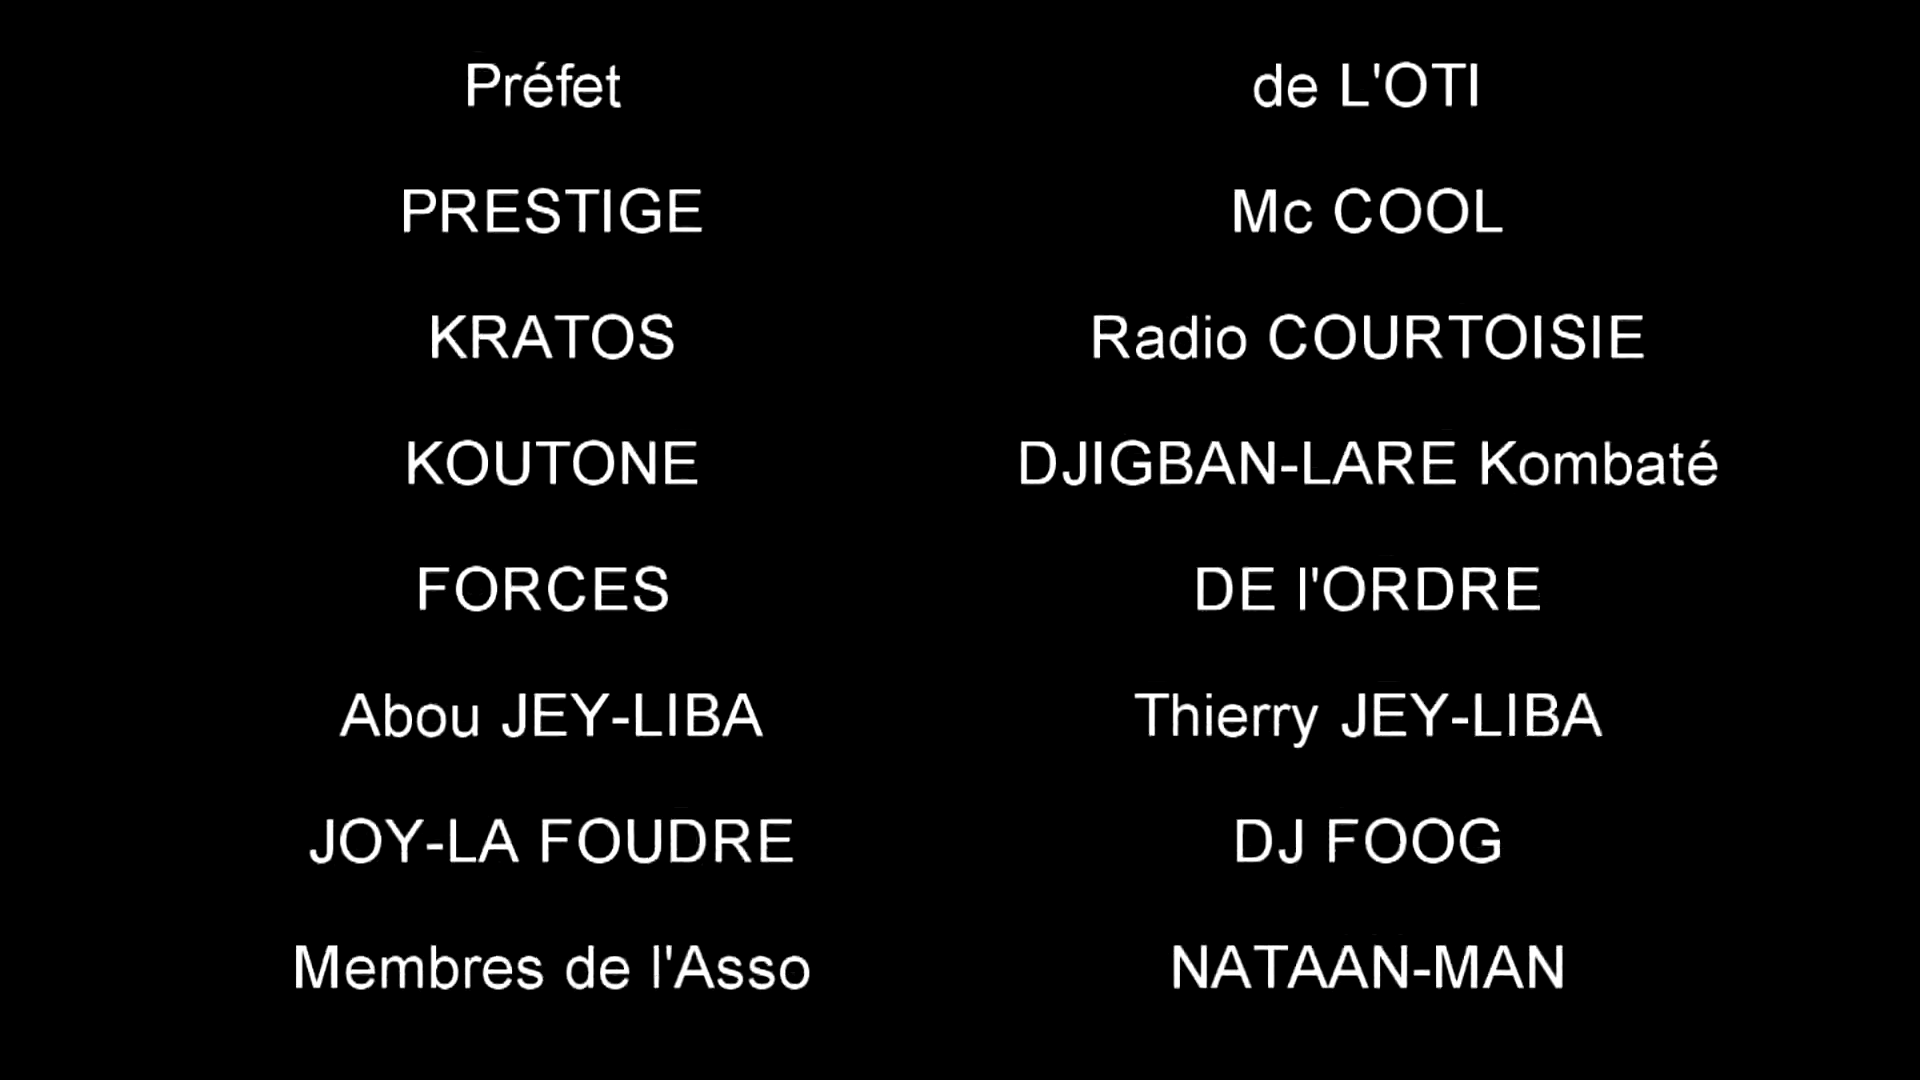 Préfet de L'OTI
PRESTIGE Mc COOL
KRATOS Radio COURTOISIE
KOUTONE DJIGBAN-LARE Kombaté
FORCES DE l'ORDRE
Abou JEY-LIBA Thierry JEY-LIBA
JOY-LA FOUDRE DJ FOOG
Membres de l'Asso NATAAN-MAN